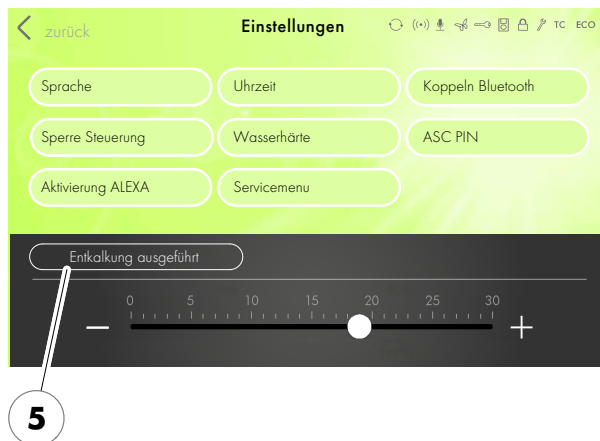 zurück Einstellungen TC ECO
Sprache Uhrzeit Koppeln Bluetooth
Sperre Steuerung Wasserhärte ASC PIN
Aktivierung ALEXA Servicemenu
Entkalkung ausgeführt
0 5 10 15 20 25 30
− +
5